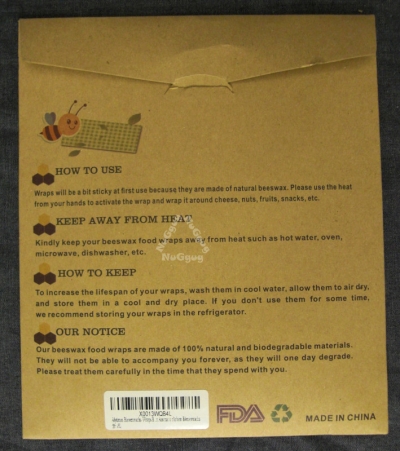 HOW TO USE
Wraps will be a bit sticky at first use because they are made of natural beeswax. Please use the heat
from your hands to activate the wrap and wrap it around cheese, nuts, fruits, snacks, etc.
KEEP AWAY FROM HEAT
Kindly keep your beeswax food wraps away from heat such as hot water, oven,
microwave, dishwasher, etc.
NoGgog
HOW TO KEEP
To increase the lifespan of your wraps, wash them in cool water, allow them to air dry,
and store them in a cool and dry place. If you don't use them for some time,
we recommend storing your wraps in the refrigerator.
OUR NOTICE
Our beeswax food wraps are made of 100% natural and biodegradable materials.
They will not be able to accompany you forever, as they will one day degrade.
Please treat them carefully in the time that they spend with you.
X0013WQB4L
FDA
MADE IN CHINA